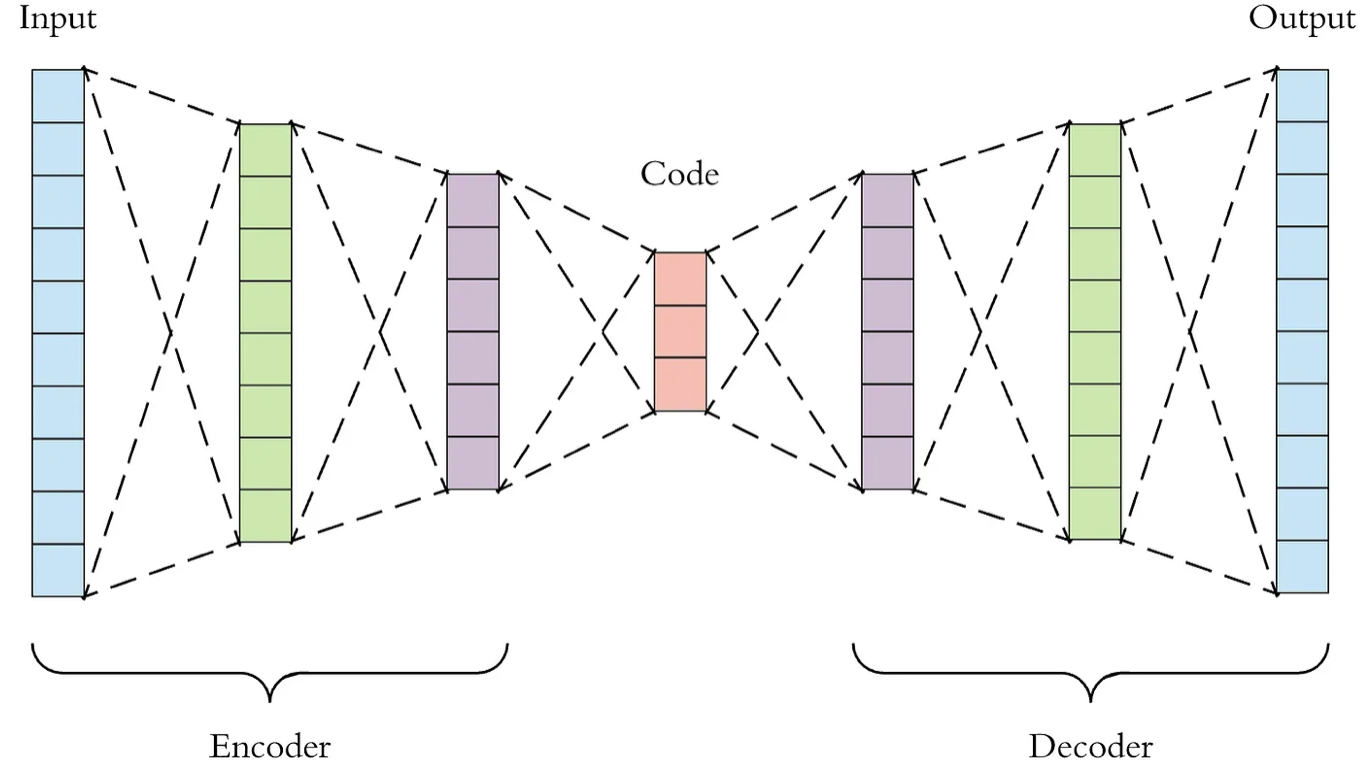 Input
Output
Code
Encoder
Decoder